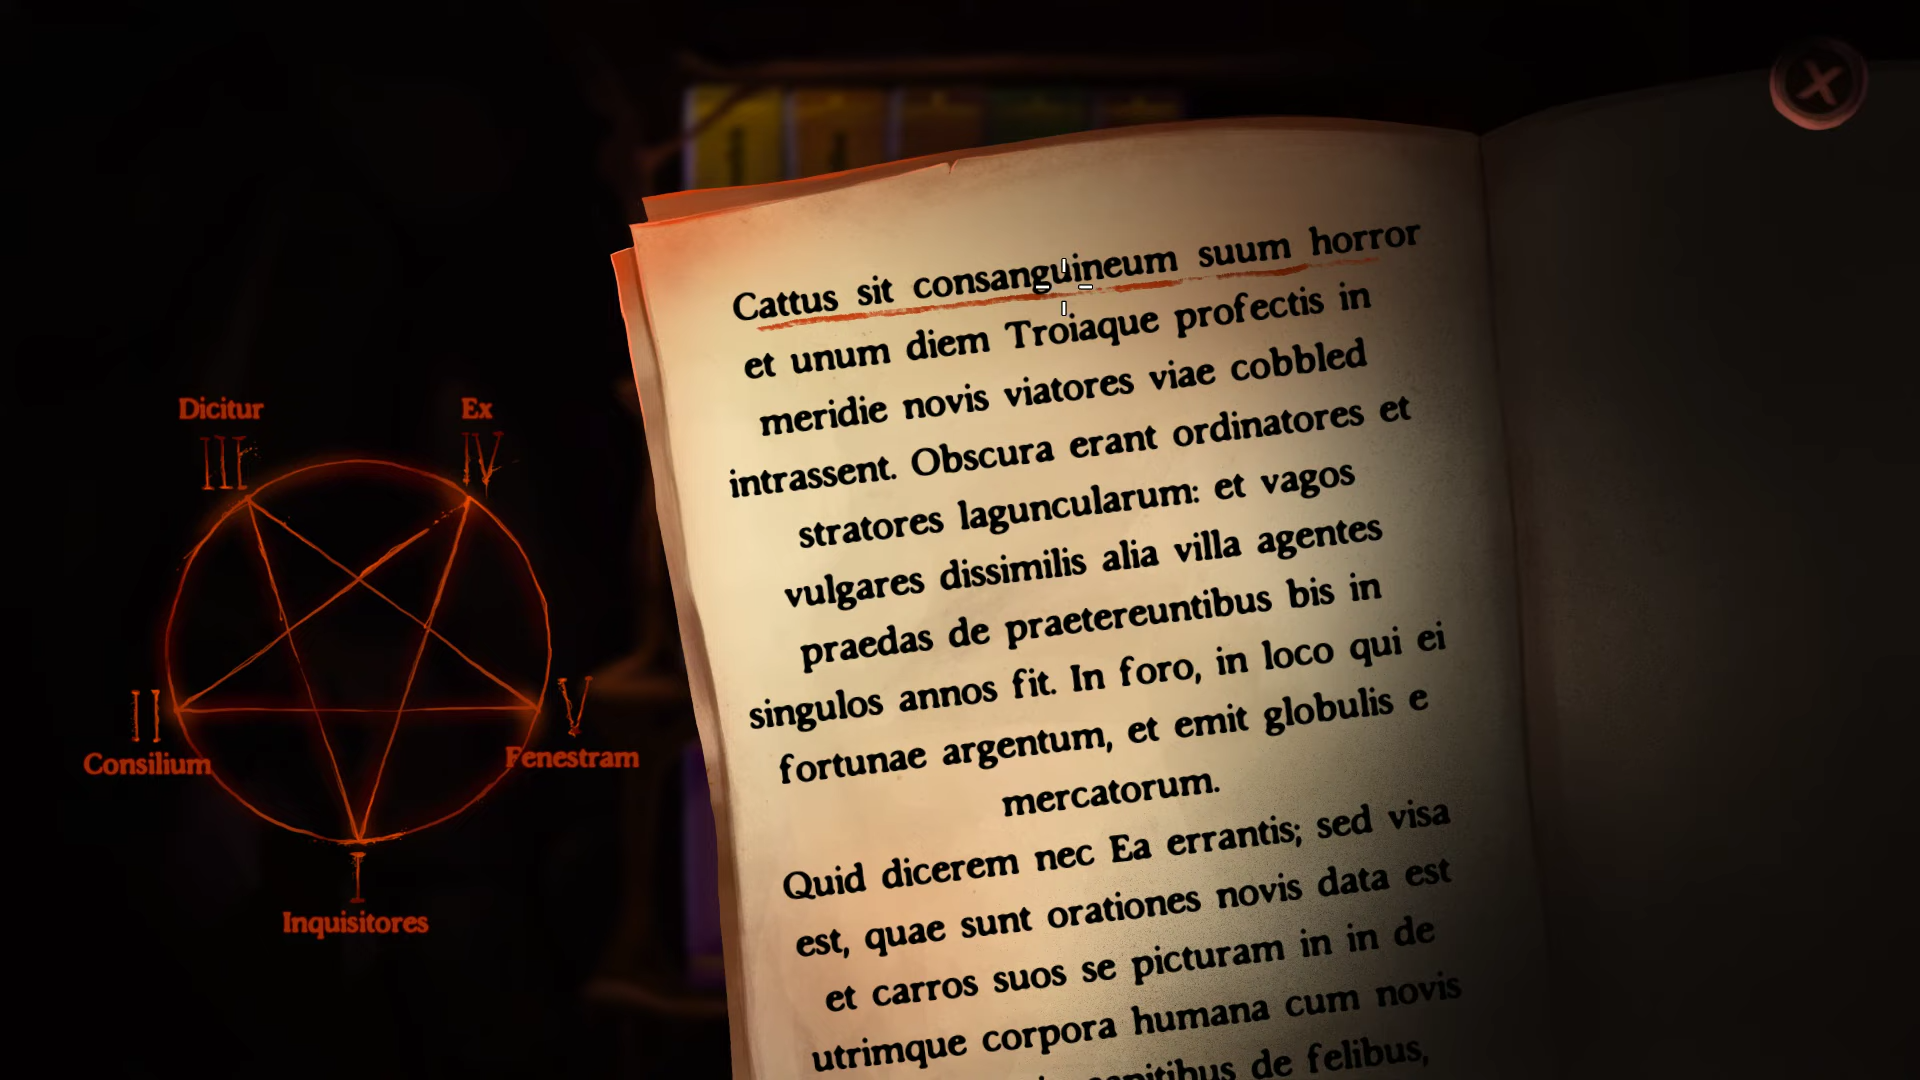 Dicitur
III
Ex
IV
II
Consilium
V
Fenestram
I
Inquisitores
Cattus sit consanguineum suum horror
et unum diem Troiaque profectis in
meridie novis viatores viae cobbled
intrassent. Obscura erant ordinatores et
stratores laguncularum: et vagos
vulgares dissimilis alia villa agentes
praedas de praetereuntibus bis in
singulos annos fit. In foro, in loco qui ei
fortunae argentum, et emit globulis e
mercatorum.
Quid dicerem nec Ea errantis; sed visa
est, quae sunt orationes novis data est
et carros suos se picturam in in de
utrimque corpora humana cum novis
de felibus,